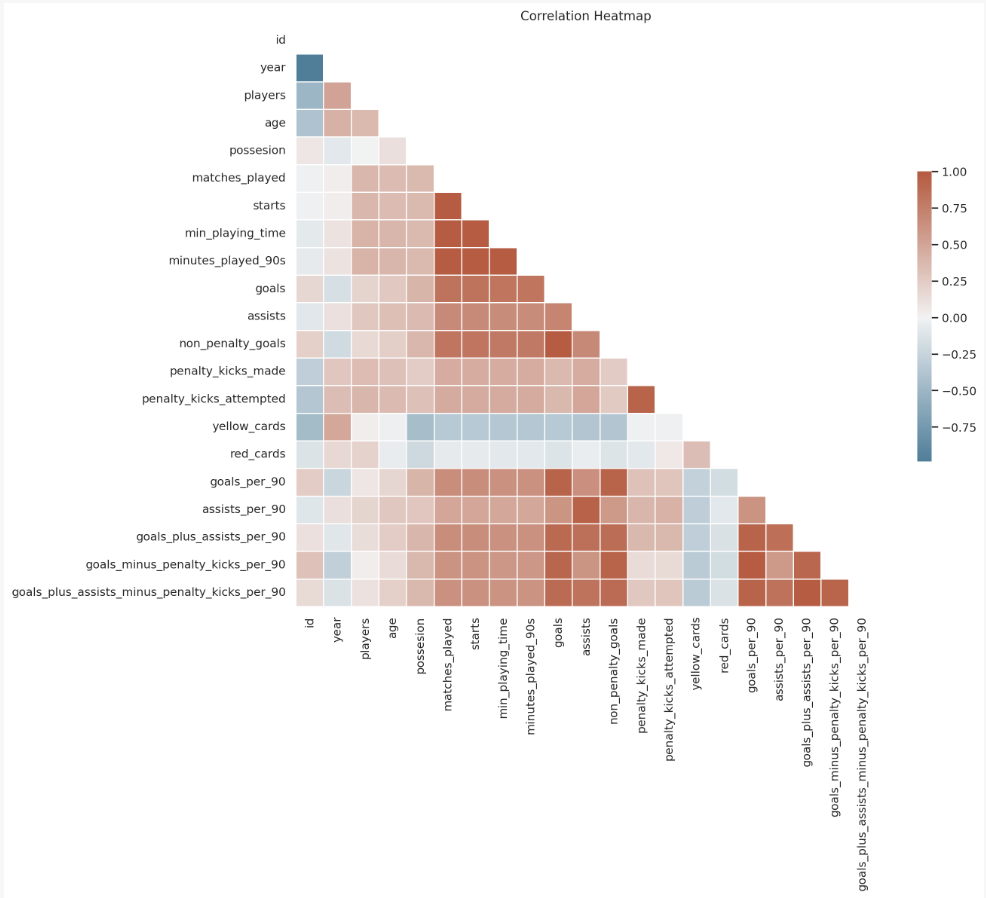 Correlation Heatmap
id
year
players
age
possesion
matches_played
starts
min_playing_time
minutes_played_90s
goals
assists
non_penalty_goals
penalty_kicks_made
penalty_kicks_attempted
yellow_cards
red_cards
goals_per_90
assists_per_90
goals_plus_assists_per_90
goals_minus_penalty_kicks_per_90
goals_plus_assists_minus_penalty_kicks_per_90
id
year
players
age
possesion
matches_played
starts
min_playing_time
minutes_played_90s
goals
assists
non_penalty_goals
penalty_kicks_made
penalty_kicks_attempted
yellow_cards
red_cards
goals_per_90
assists_per_90
goals_plus_assists_per_90
goals_minus_penalty_kicks_per_90
goals_plus_assists_minus_penalty_kicks_per_90
1.00
0.75
0.50
0.25
0.00
−0.25
−0.50
−0.75